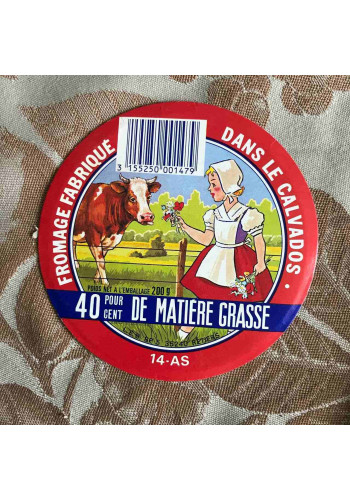 FROMAGE FABRIQUÉ DANS LE CALVADOS •
3 155250 001479
POIDS NET A L'EMBALLAGE 200 g
40 POUR CENT DE MATIÈRE GRASSE
14-AS